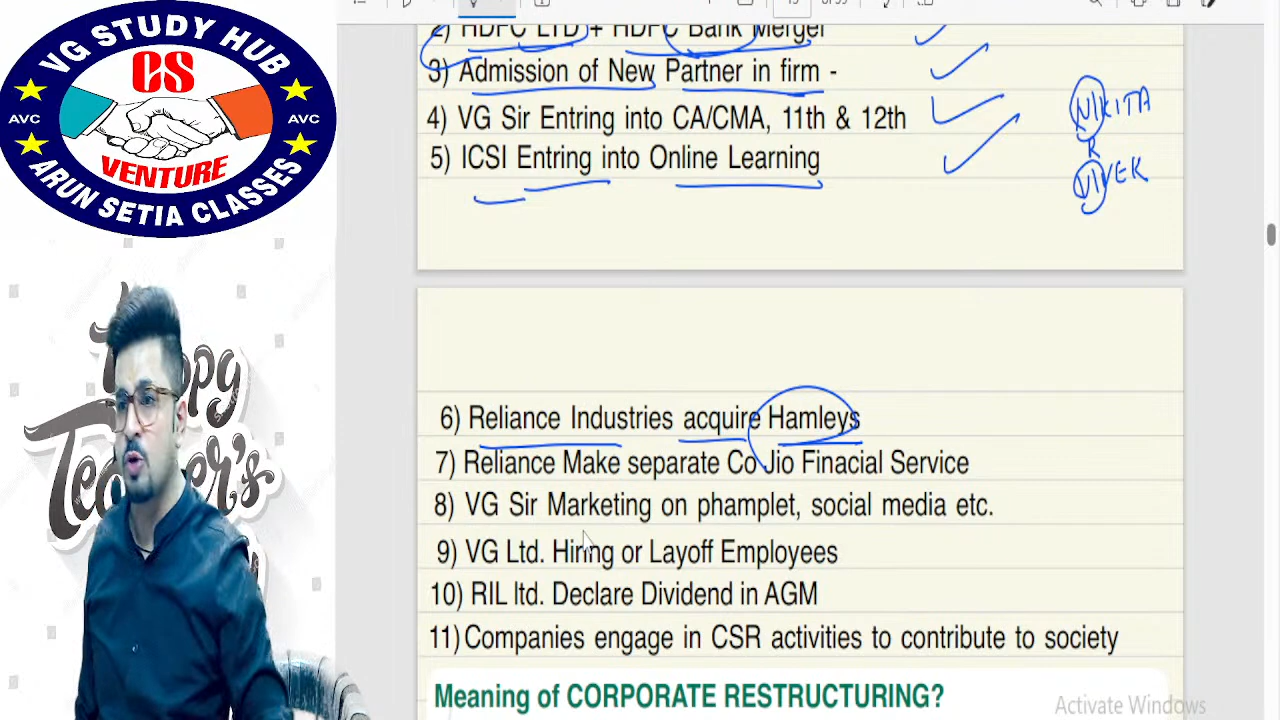 VG STUDY HUB
CS
AVC
AVC
VENTURE
ARUN SETIA CLASSES
2) HDFC LTD + HDFC Bank Merger
3) Admission of New Partner in firm -
4) VG Sir Entring into CA/CMA, 11th & 12th
5) ICSI Entring into Online Learning
NIKITA
R
VIVEK
6) Reliance Industries acquire Hamleys
7) Reliance Make separate Co Jio Finacial Service
8) VG Sir Marketing on phamplet, social media etc.
9) VG Ltd. Hiring or Layoff Employees
10) RIL ltd. Declare Dividend in AGM
11) Companies engage in CSR activities to contribute to society
Meaning of CORPORATE RESTRUCTURING?
Activate Windows
Teacher's